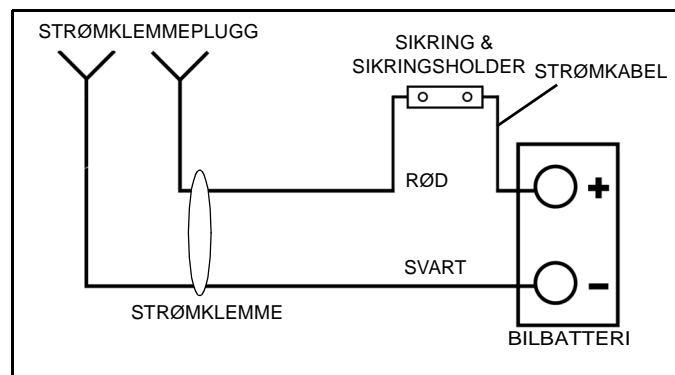 STRØMKLEMMEPLUGG
SIKRING &
SIKRINGSHOLDER
STRØMKABEL
RØD
+
SVART
-
STRØMKLEMME
BILBATTERI